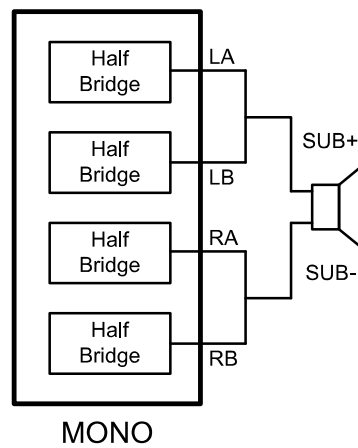 Half
Bridge
LA
Half
Bridge
LB
SUB+
Half
Bridge
RA
SUB-
Half
Bridge
RB
MONO